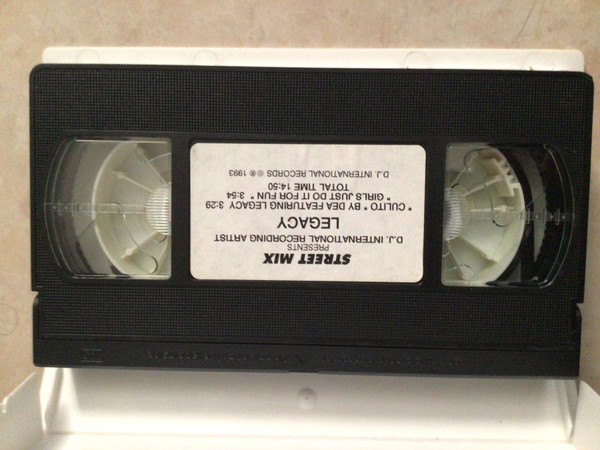 STREET MIX
PRESENTS
D.J. INTERNATIONAL RECORDING ARTIST
LEGACY
" CULITO " BY DEA FEATURING LEGACY 3:29
" GIRLS JUST DO IT FOR FUN " 3:54
TOTAL TIME 14:50
D.J. INTERNATIONAL RECORDS © ℗ 1993